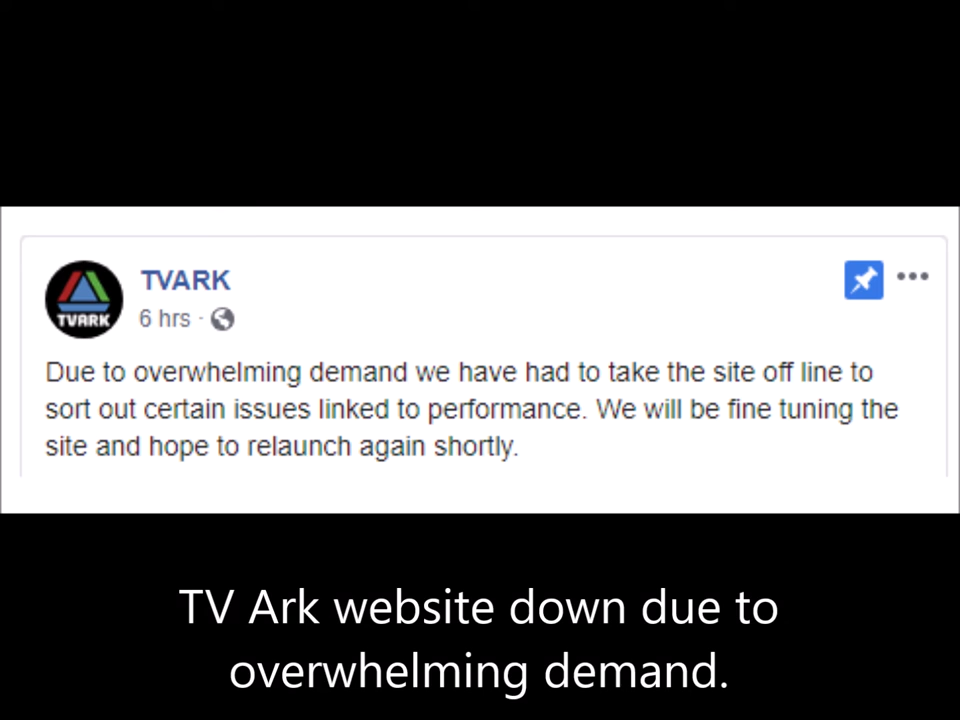 TVARK
TVARK
6 hrs ·
Due to overwhelming demand we have had to take the site off line to
sort out certain issues linked to performance. We will be fine tuning the
site and hope to relaunch again shortly.
TV Ark website down due to
overwhelming demand.